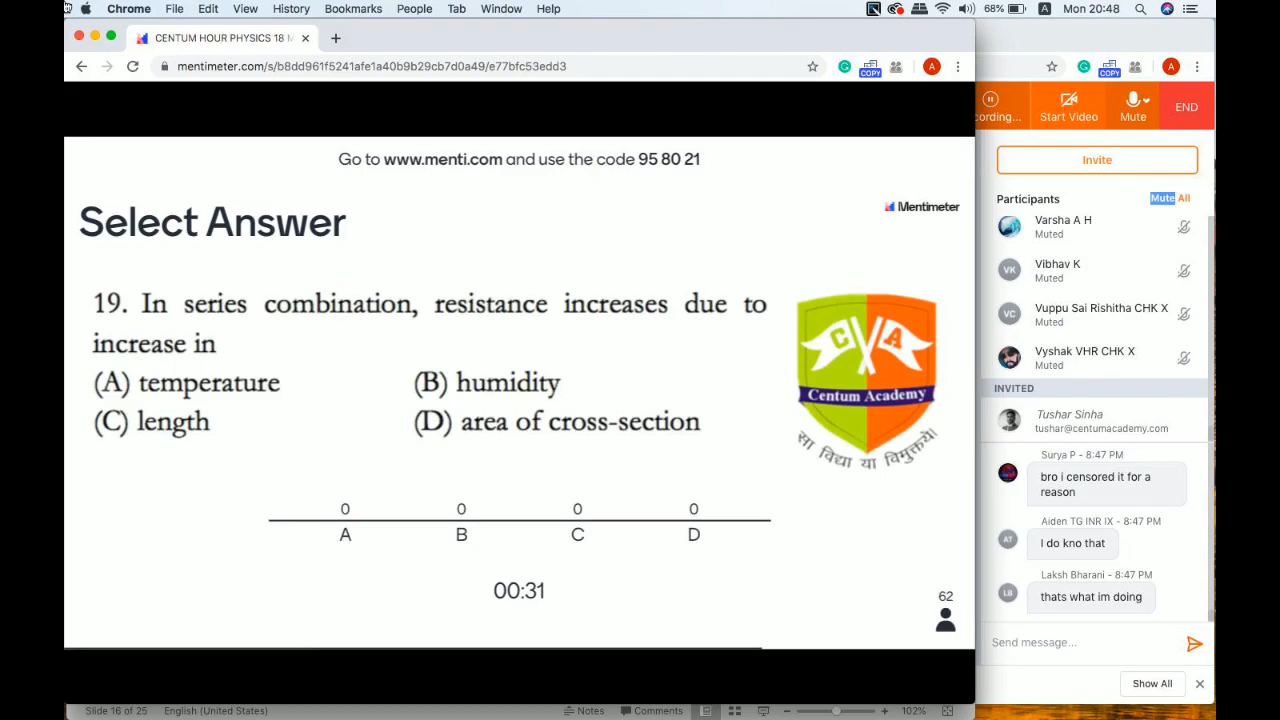 Chrome File Edit View History Bookmarks People Tab Window Help
68% A Mon 20:48
CENTUM HOUR PHYSICS 18 M
mentimeter.com/s/b8dd961f5241afe1a40b9b29cb7d0a49/e77bfc53edd3
COPY A
COPY A
cording... Start Video Mute END
Go to www.menti.com and use the code 95 80 21
Mentimeter
Select Answer
19. In series combination, resistance increases due to
increase in
(A) temperature (B) humidity
(C) length (D) area of cross-section
C A
Centum Academy
सा विद्या या विमुक्तये।
0 0 0 0
A B C D
00:31
62
Invite
Participants Mute All
Varsha A H
Muted
VK Vibhav K
Muted
VC Vuppu Sai Rishitha CHK X
Muted
Vyshak VHR CHK X
Muted
INVITED
Tushar Sinha
tushar@centumacademy.com
Surya P - 8:47 PM
bro i censored it for a
reason
Aiden TG INR IX - 8:47 PM
AT I do kno that
Laksh Bharani - 8:47 PM
LB thats what im doing
Send message...
Show All
Slide 16 of 25 English (United States) Notes Comments 102%